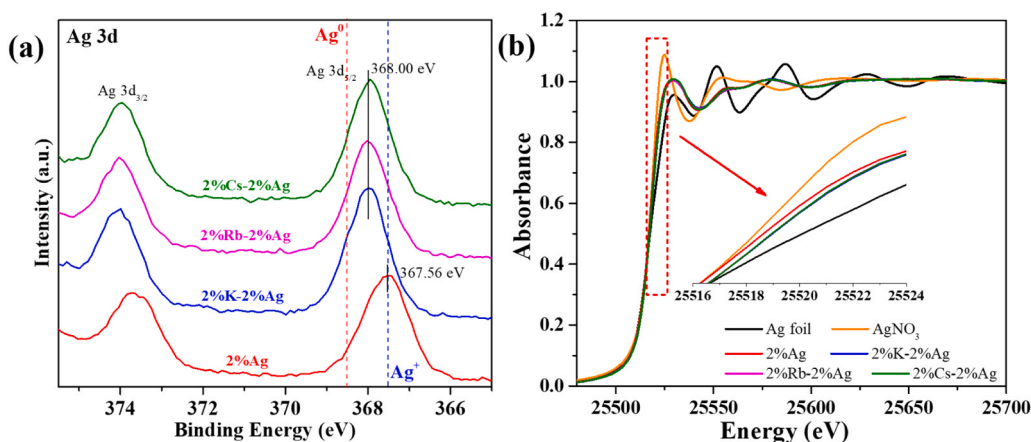 (a)
Ag 3d
Ag⁰
Ag 3d₅/₂
368.00 eV
Ag 3d₃/₂
2%Cs-2%Ag
2%Rb-2%Ag
367.56 eV
2%K-2%Ag
2%Ag
Ag⁺
Intensity (a.u.)
374 372 370 368 366
Binding Energy (eV)
(b)
1.2
1.0
0.8
0.6
0.4
0.2
0.0
Absorbance
25516 25518 25520 25522 25524
Ag foil AgNO₃
2%Ag 2%K-2%Ag
2%Rb-2%Ag 2%Cs-2%Ag
25500 25550 25600 25650 25700
Energy (eV)